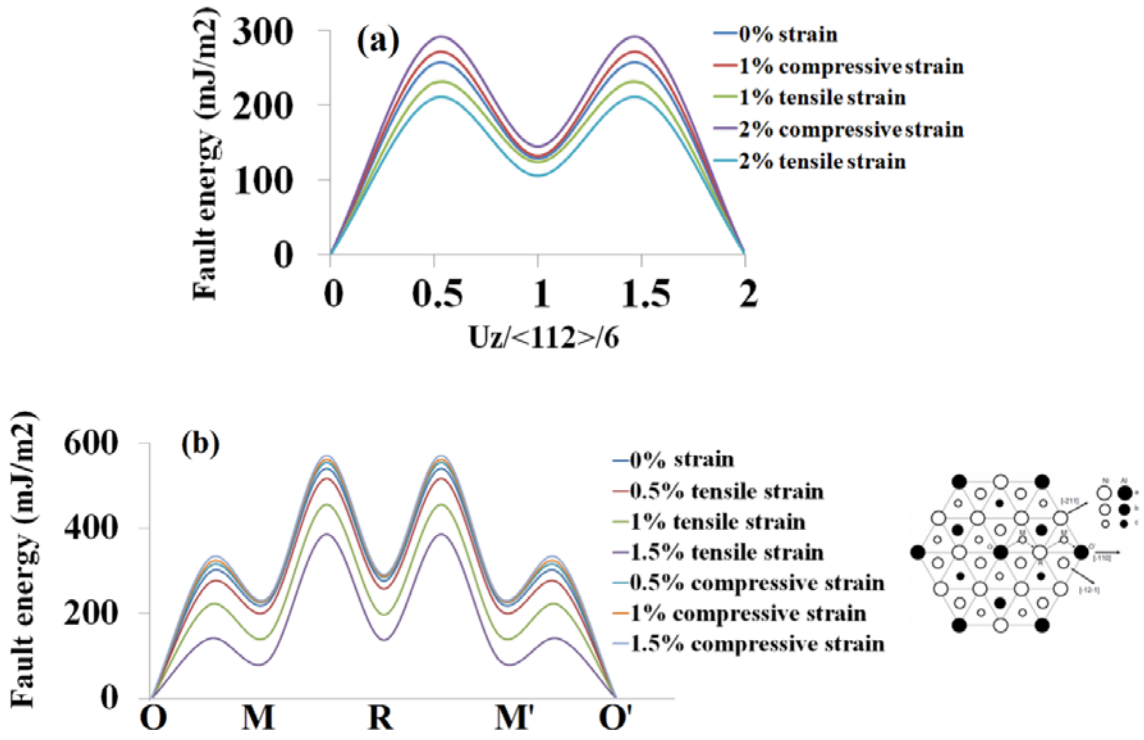 (a)
Fault energy (mJ/m2)
300
200
100
0
0 0.5 1 1.5 2
Uz/<112>/6
0% strain
1% compressive strain
1% tensile strain
2% compressive strain
2% tensile strain
(b)
Fault energy (mJ/m2)
600
400
200
0
O M R M' O'
0% strain
0.5% tensile strain
1% tensile strain
1.5% tensile strain
0.5% compressive strain
1% compressive strain
1.5% compressive strain
Ni Al
[-211]
a
b
c
M
O
O'
R
[-110]
[-12-1]